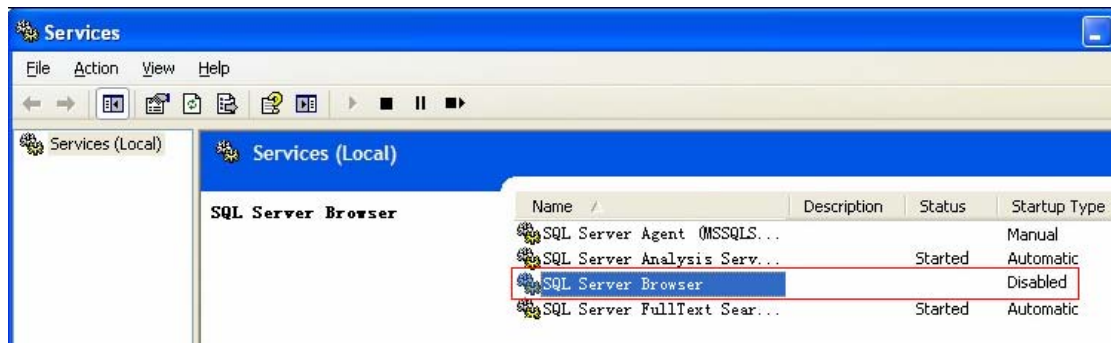 Services
File Action View Help
Services (Local)
Services (Local)
SQL Server Browser
Name Description Status Startup Type
SQL Server Agent (MSSQLS... Manual
SQL Server Analysis Serv... Started Automatic
SQL Server Browser Disabled
SQL Server FullText Sear... Started Automatic